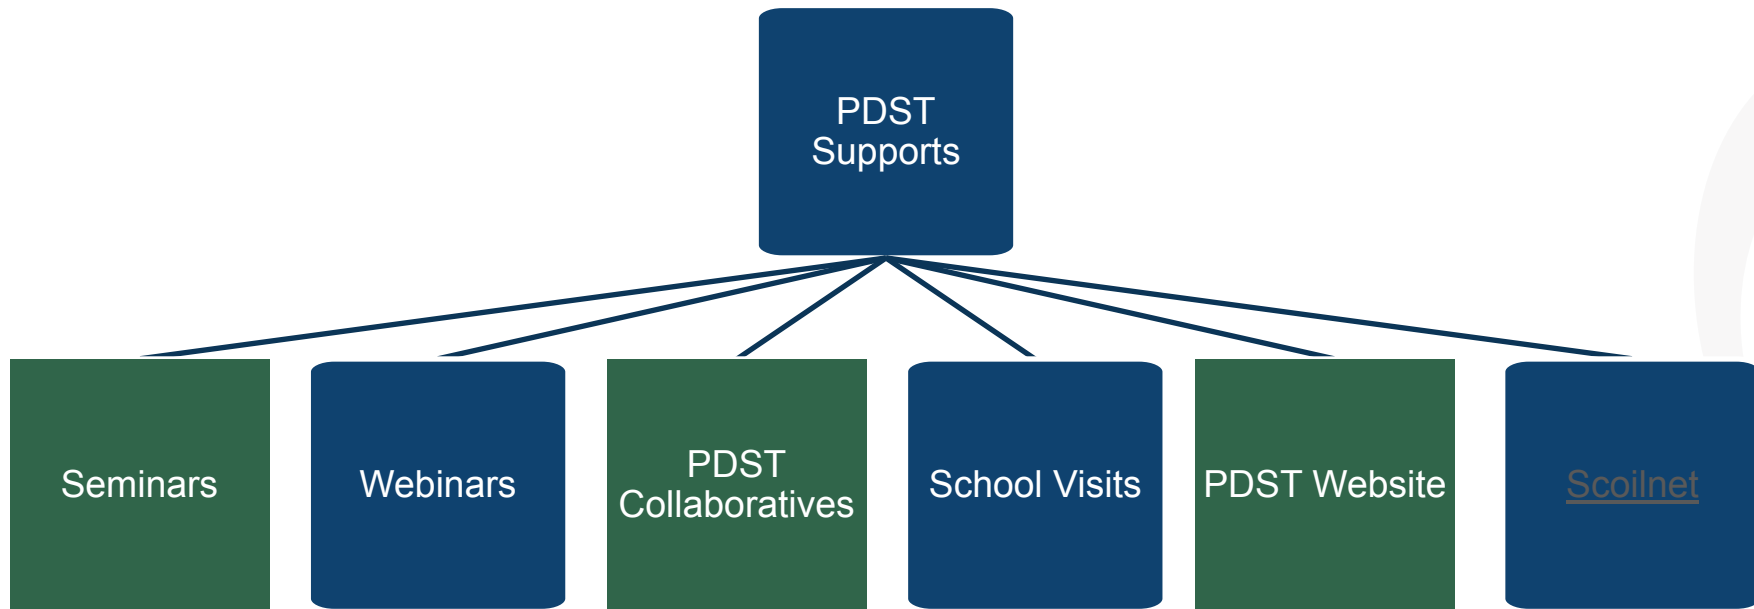 PDST
Supports
Seminars
Webinars
PDST
Collaboratives
School Visits
PDST Website
Scoilnet